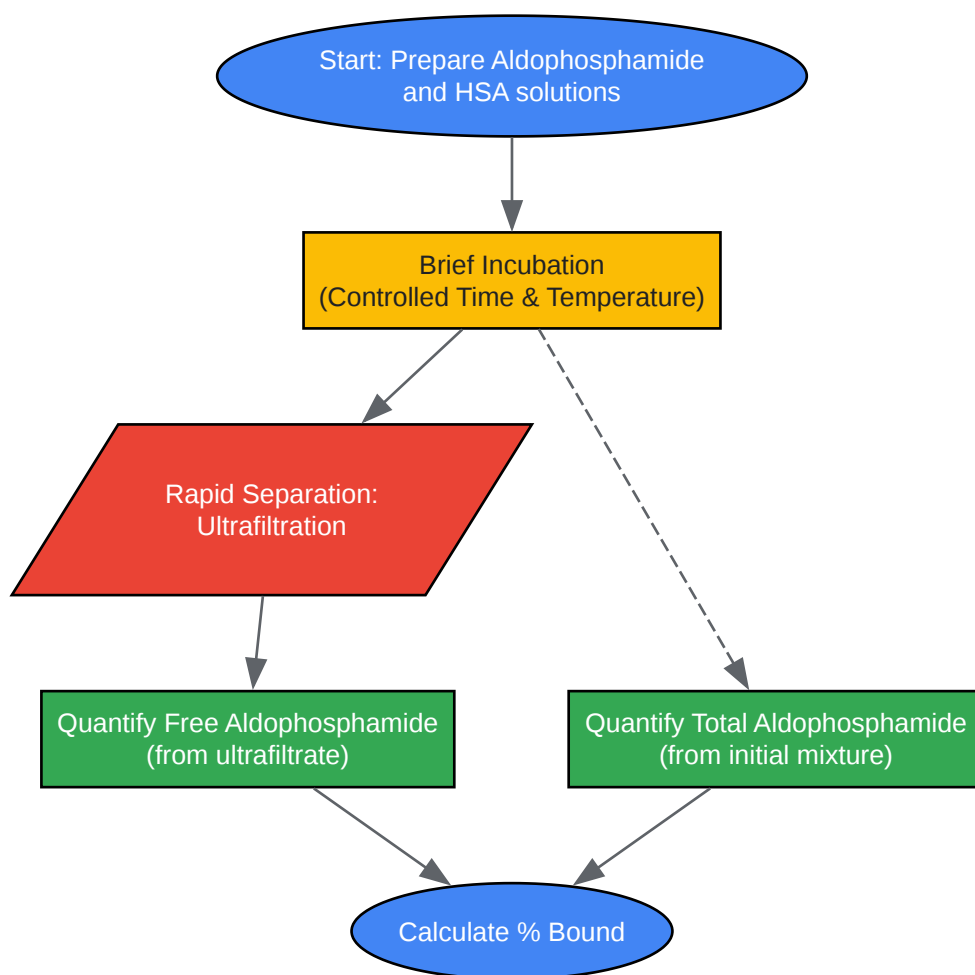 Start: Prepare Aldophosphamide
and HSA solutions
Brief Incubation
(Controlled Time & Temperature)
Rapid Separation:
Ultrafiltration
Quantify Free Aldophosphamide
(from ultrafiltrate)
Quantify Total Aldophosphamide
(from initial mixture)
Calculate % Bound